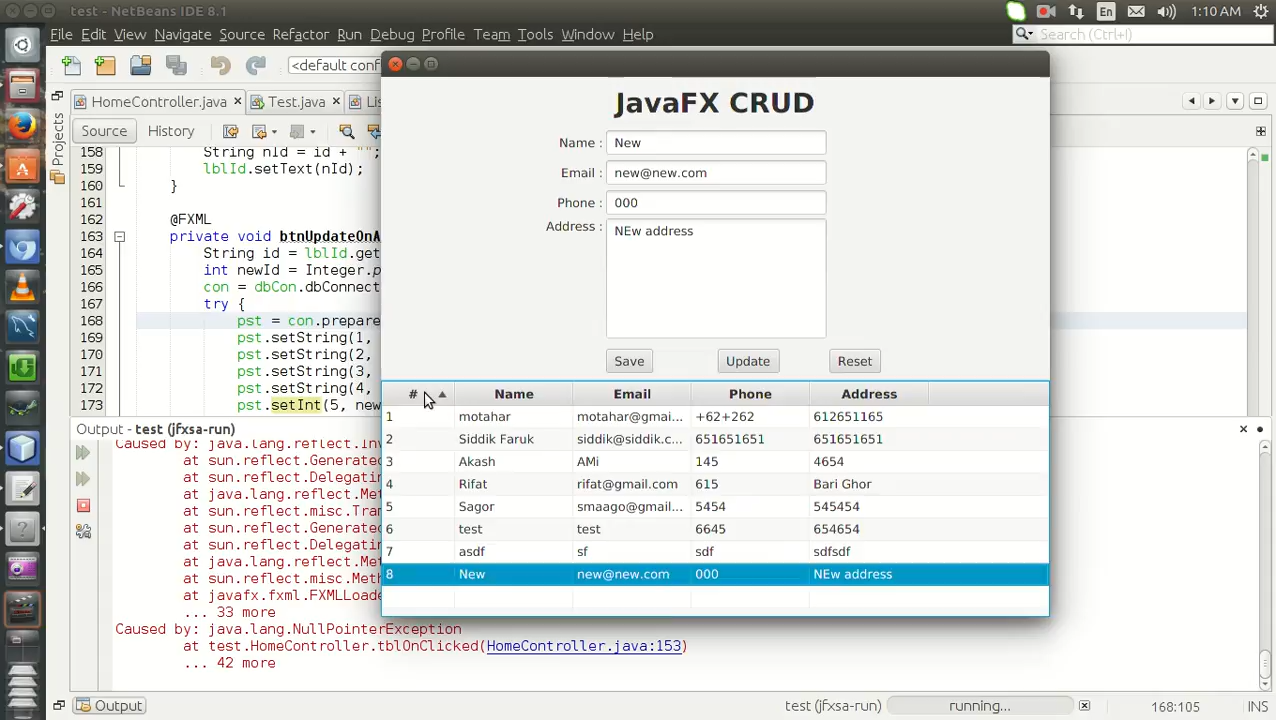 test - NetBeans IDE 8.1
En
1:10 AM
File Edit View Navigate Source Refactor Run Debug Profile Team Tools Window Help
Search (Ctrl+I)
<default conf
HomeController.java
Test.java
Projects
Source
History
158 String nId = id + "";
159 lblId.setText(nId);
160 }
161
162 @FXML
163 private void btnUpdateOnA
164 String id = lblId.get
165 int newId = Integer.p
166 con = dbCon.dbConnect
167 try {
168 pst = con.prepare
169 pst.setString(1,
170 pst.setString(2,
171 pst.setString(3,
172 pst.setString(4,
173 pst.setInt(5, new
JavaFX CRUD
Name : New
Email : new@new.com
Phone : 000
Address : NEw address
Save Update Reset
# Name Email Phone Address
1 motahar motahar@gmai... +62+262 612651165
2 Siddik Faruk siddik@siddik.c... 651651651 651651651
3 Akash AMi 145 4654
4 Rifat rifat@gmail.com 615 Bari Ghor
5 Sagor smaago@gmail... 5454 545454
6 test test 6645 654654
7 asdf sf sdf sdfsdf
8 New new@new.com 000 NEw address
Output - test (jfxsa-run)
Caused by: java.lang.reflect.Inv
at sun.reflect.Generate
at sun.reflect.Delegati
at java.lang.reflect.Me
at sun.reflect.misc.Tra
at sun.reflect.Generate
at sun.reflect.Delegati
at java.lang.reflect.Me
at sun.reflect.misc.Meth
at javafx.fxml.FXMLLoade
... 33 more
Caused by: java.lang.NullPointerException
at test.HomeController.tblOnClicked(HomeController.java:153)
... 42 more
Output
test (jfxsa-run)
running...
168:105
INS